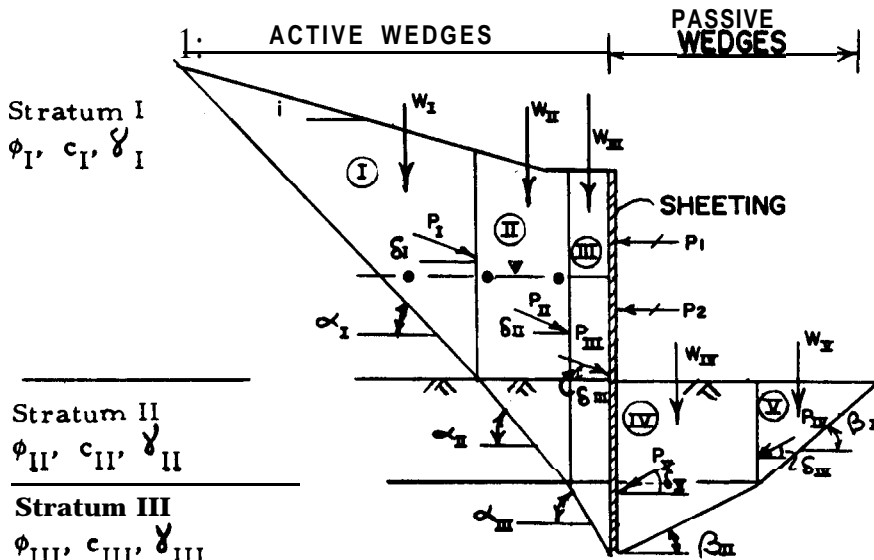 1: ACTIVE WEDGES
PASSIVE
WEDGES
Stratum I
ϕI, cI, γI
i
WI
WII
WIII
I
II
III
SHEETING
PI
δI
P1
αI
PII
δII
P2
PIII
δIII
WIV
WV
Stratum II
ϕII, cII, γII
αII
IV
V
PIV
δIV
PV
δV
Stratum III
ϕIII, cIII, γIII
αIII
βII